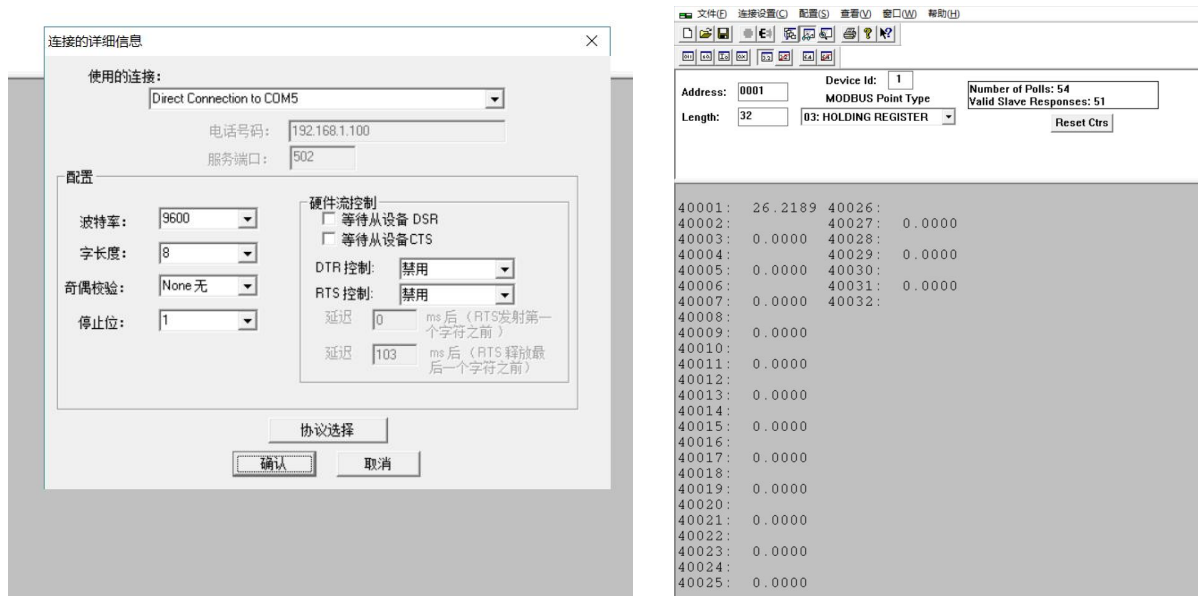 连接的详细信息
使用的连接:
Direct Connection to COM5
电话号码: 192.168.1.100
服务端口: 502
配置
波特率: 9600
字长度: 8
奇偶校验: None 无
停止位: 1
硬件流控制
等待从设备 DSR
等待从设备CTS
DTR 控制: 禁用
RTS 控制: 禁用
延迟 0 ms 后（RTS发射第一
个字符之前）
延迟 103 ms 后（RTS 释放最
后一个字符之前）
协议选择
确认 取消
文件(F) 连接设置(C) 配置(S) 查看(V) 窗口(W) 帮助(H)
Address: 0001
Device Id: 1
MODBUS Point Type
Length: 32
03: HOLDING REGISTER
Number of Polls: 54
Valid Slave Responses: 51
Reset Ctrs
40001: 26.2189 40026:
40002: 40027: 0.0000
40003: 0.0000 40028:
40004: 40029: 0.0000
40005: 0.0000 40030:
40006: 40031: 0.0000
40007: 0.0000 40032:
40008:
40009: 0.0000
40010:
40011: 0.0000
40012:
40013: 0.0000
40014:
40015: 0.0000
40016:
40017: 0.0000
40018:
40019: 0.0000
40020:
40021: 0.0000
40022:
40023: 0.0000
40024:
40025: 0.0000